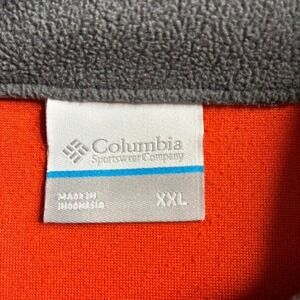 Columbia
Sportswear Company
MADE IN
INDONESIA
XXL